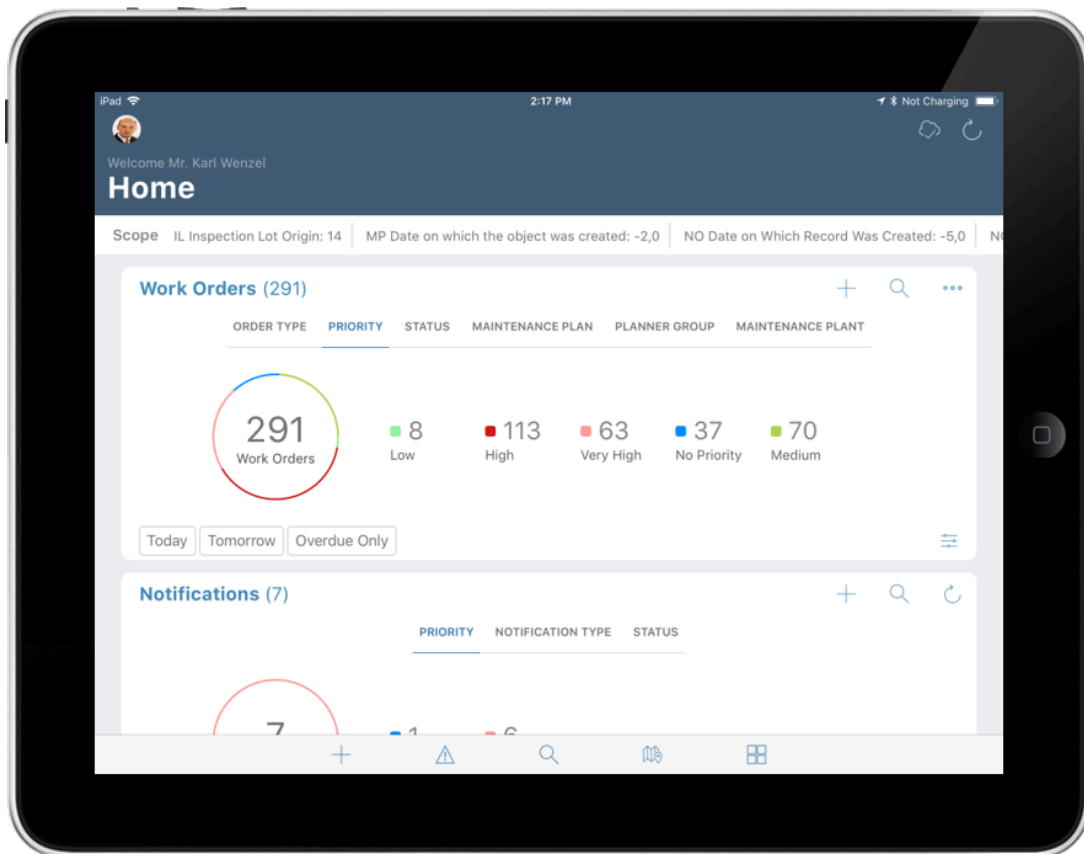 iPad 2:17 PM Not Charging
Welcome Mr. Karl Wenzel
Home
Scope IL Inspection Lot Origin: 14 MP Date on which the object was created: -2,0 NO Date on Which Record Was Created: -5,0
Work Orders (291)
ORDER TYPE PRIORITY STATUS MAINTENANCE PLAN PLANNER GROUP MAINTENANCE PLANT
291 8 113 63 37 70
Work Orders Low High Very High No Priority Medium
Today Tomorrow Overdue Only
Notifications (7)
PRIORITY NOTIFICATION TYPE STATUS
7 1 6